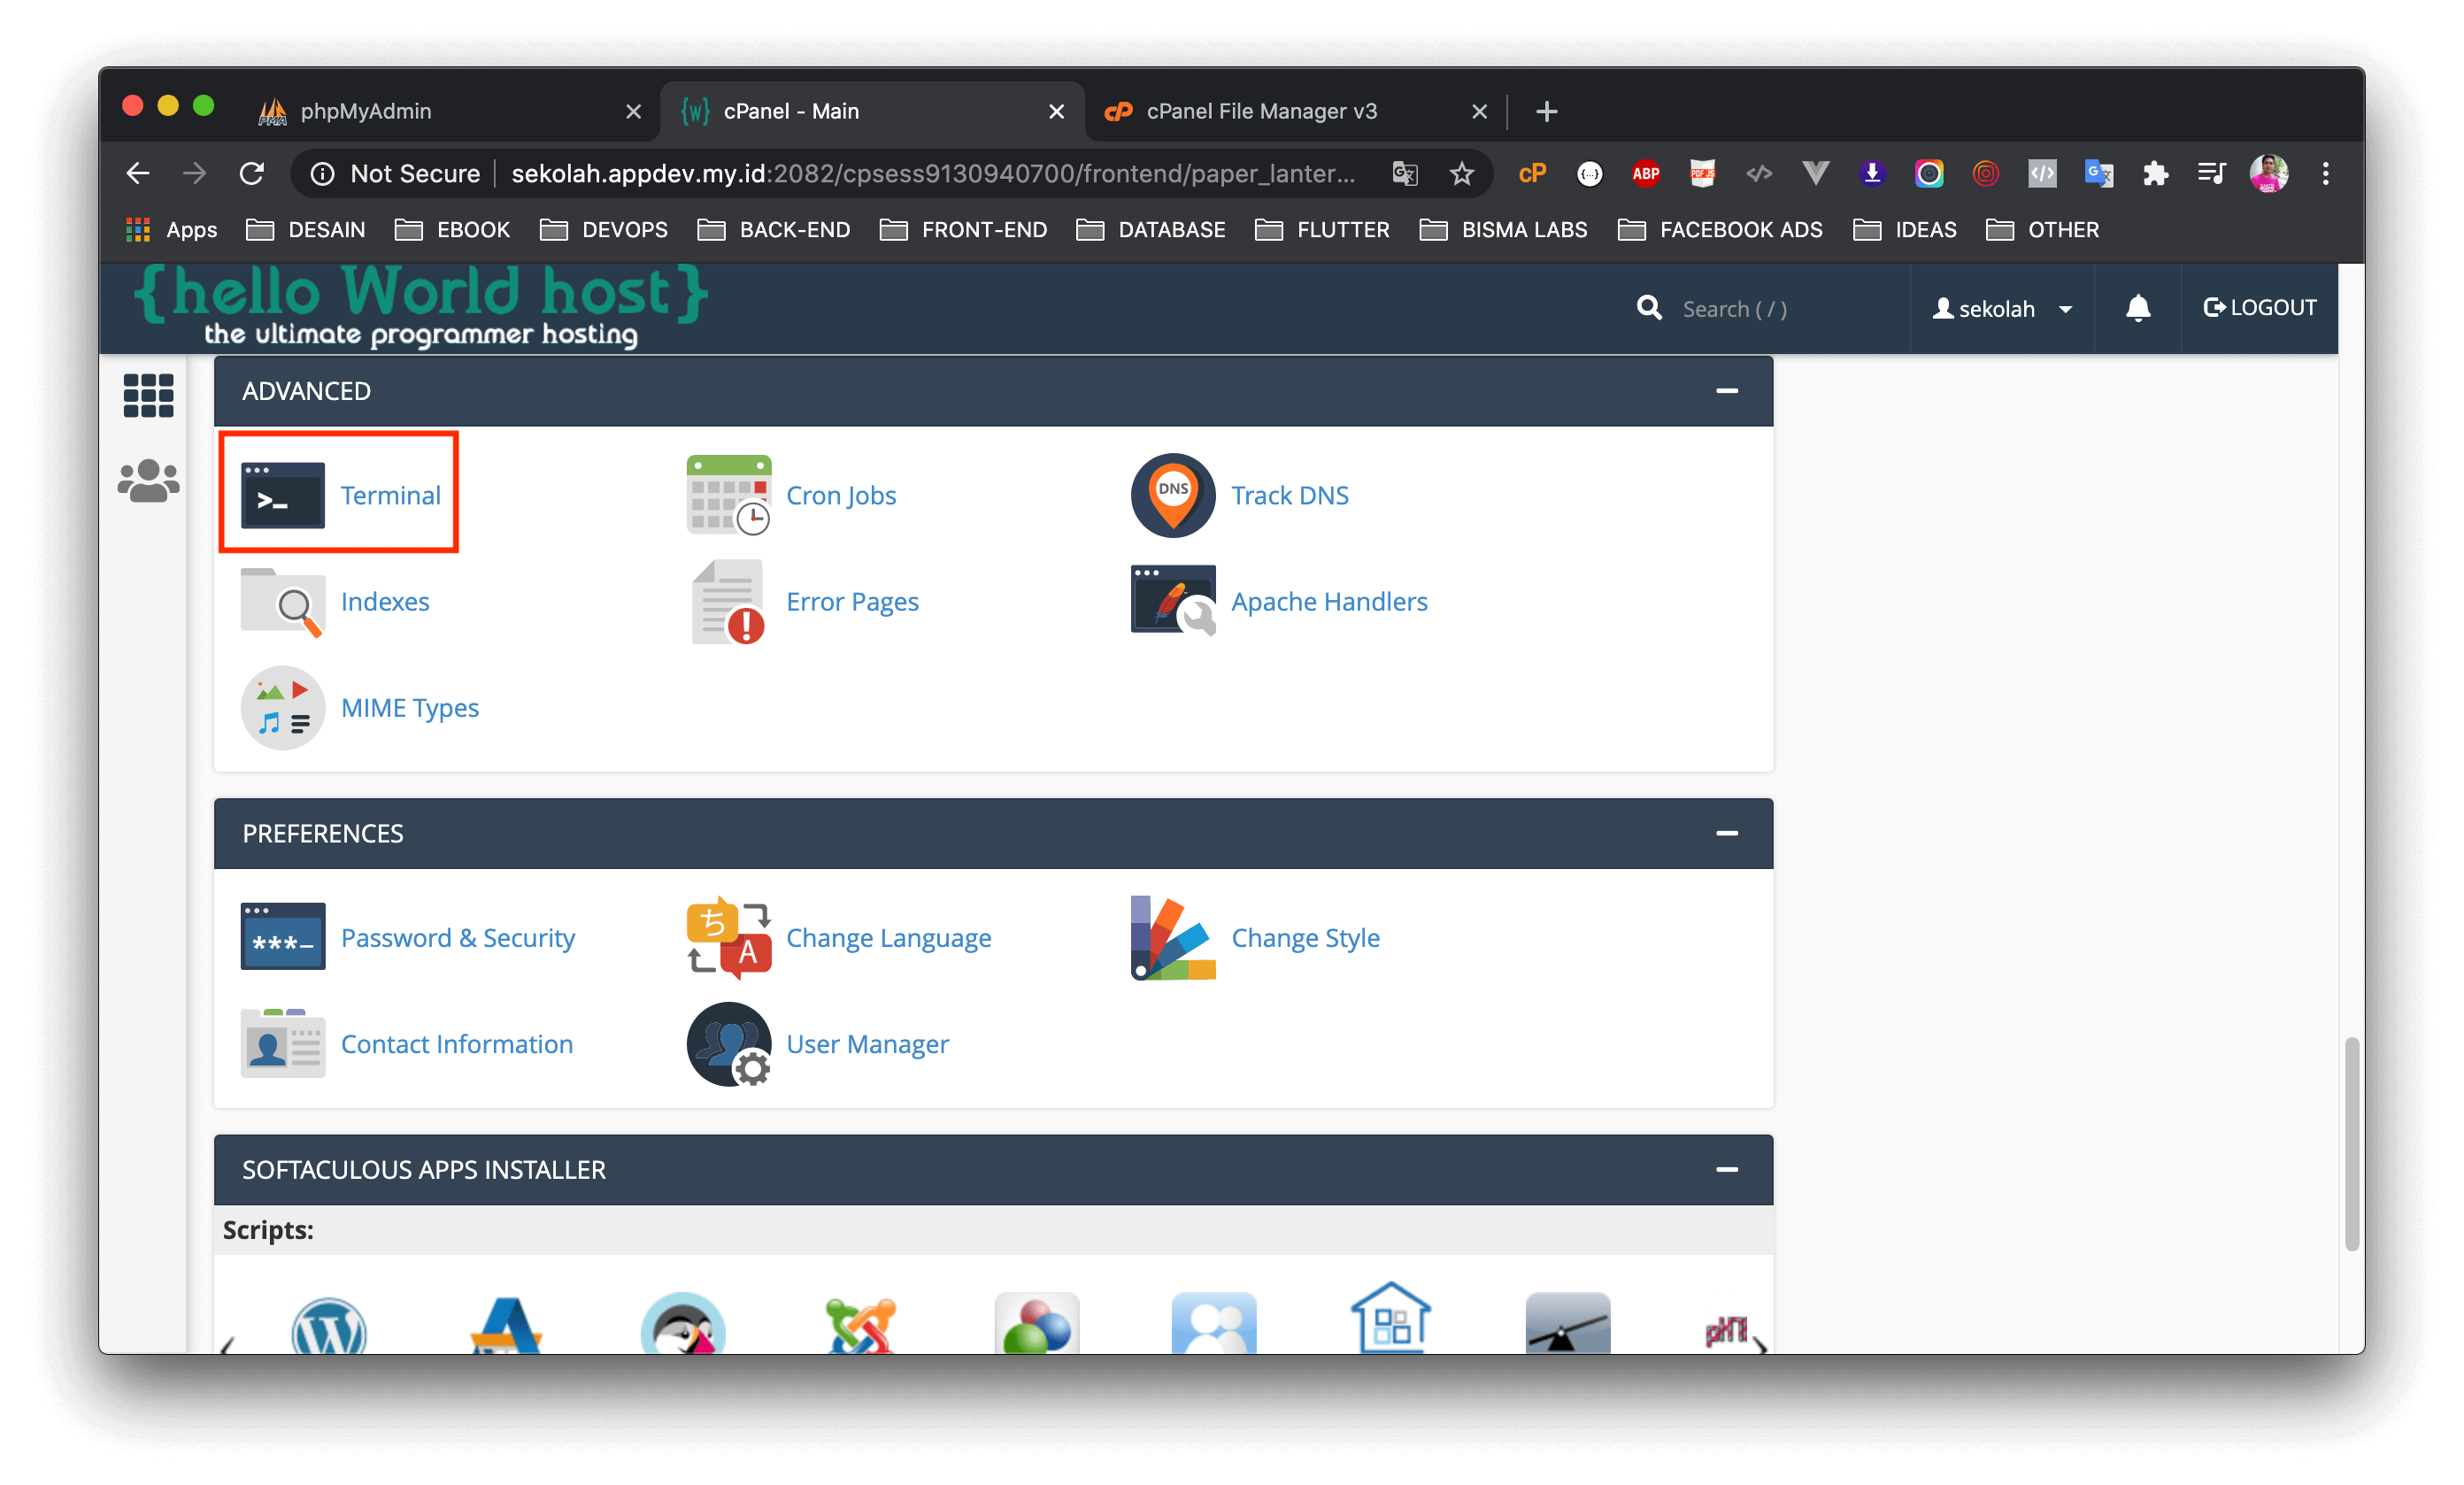 phpMyAdmin
cPanel - Main
cPanel File Manager v3
Not Secure
sekolah.appdev.my.id:2082/cpsess9130940700/frontend/paper_lanter...
Apps
DESAIN
EBOOK
DEVOPS
BACK-END
FRONT-END
DATABASE
FLUTTER
BISMA LABS
FACEBOOK ADS
IDEAS
OTHER
{hello World host}
the ultimate programmer hosting
Search ( / )
sekolah
LOGOUT
ADVANCED
Terminal
Cron Jobs
DNS
Track DNS
Indexes
Error Pages
Apache Handlers
MIME Types
PREFERENCES
Password & Security
Change Language
Change Style
Contact Information
User Manager
SOFTACULOUS APPS INSTALLER
Scripts: